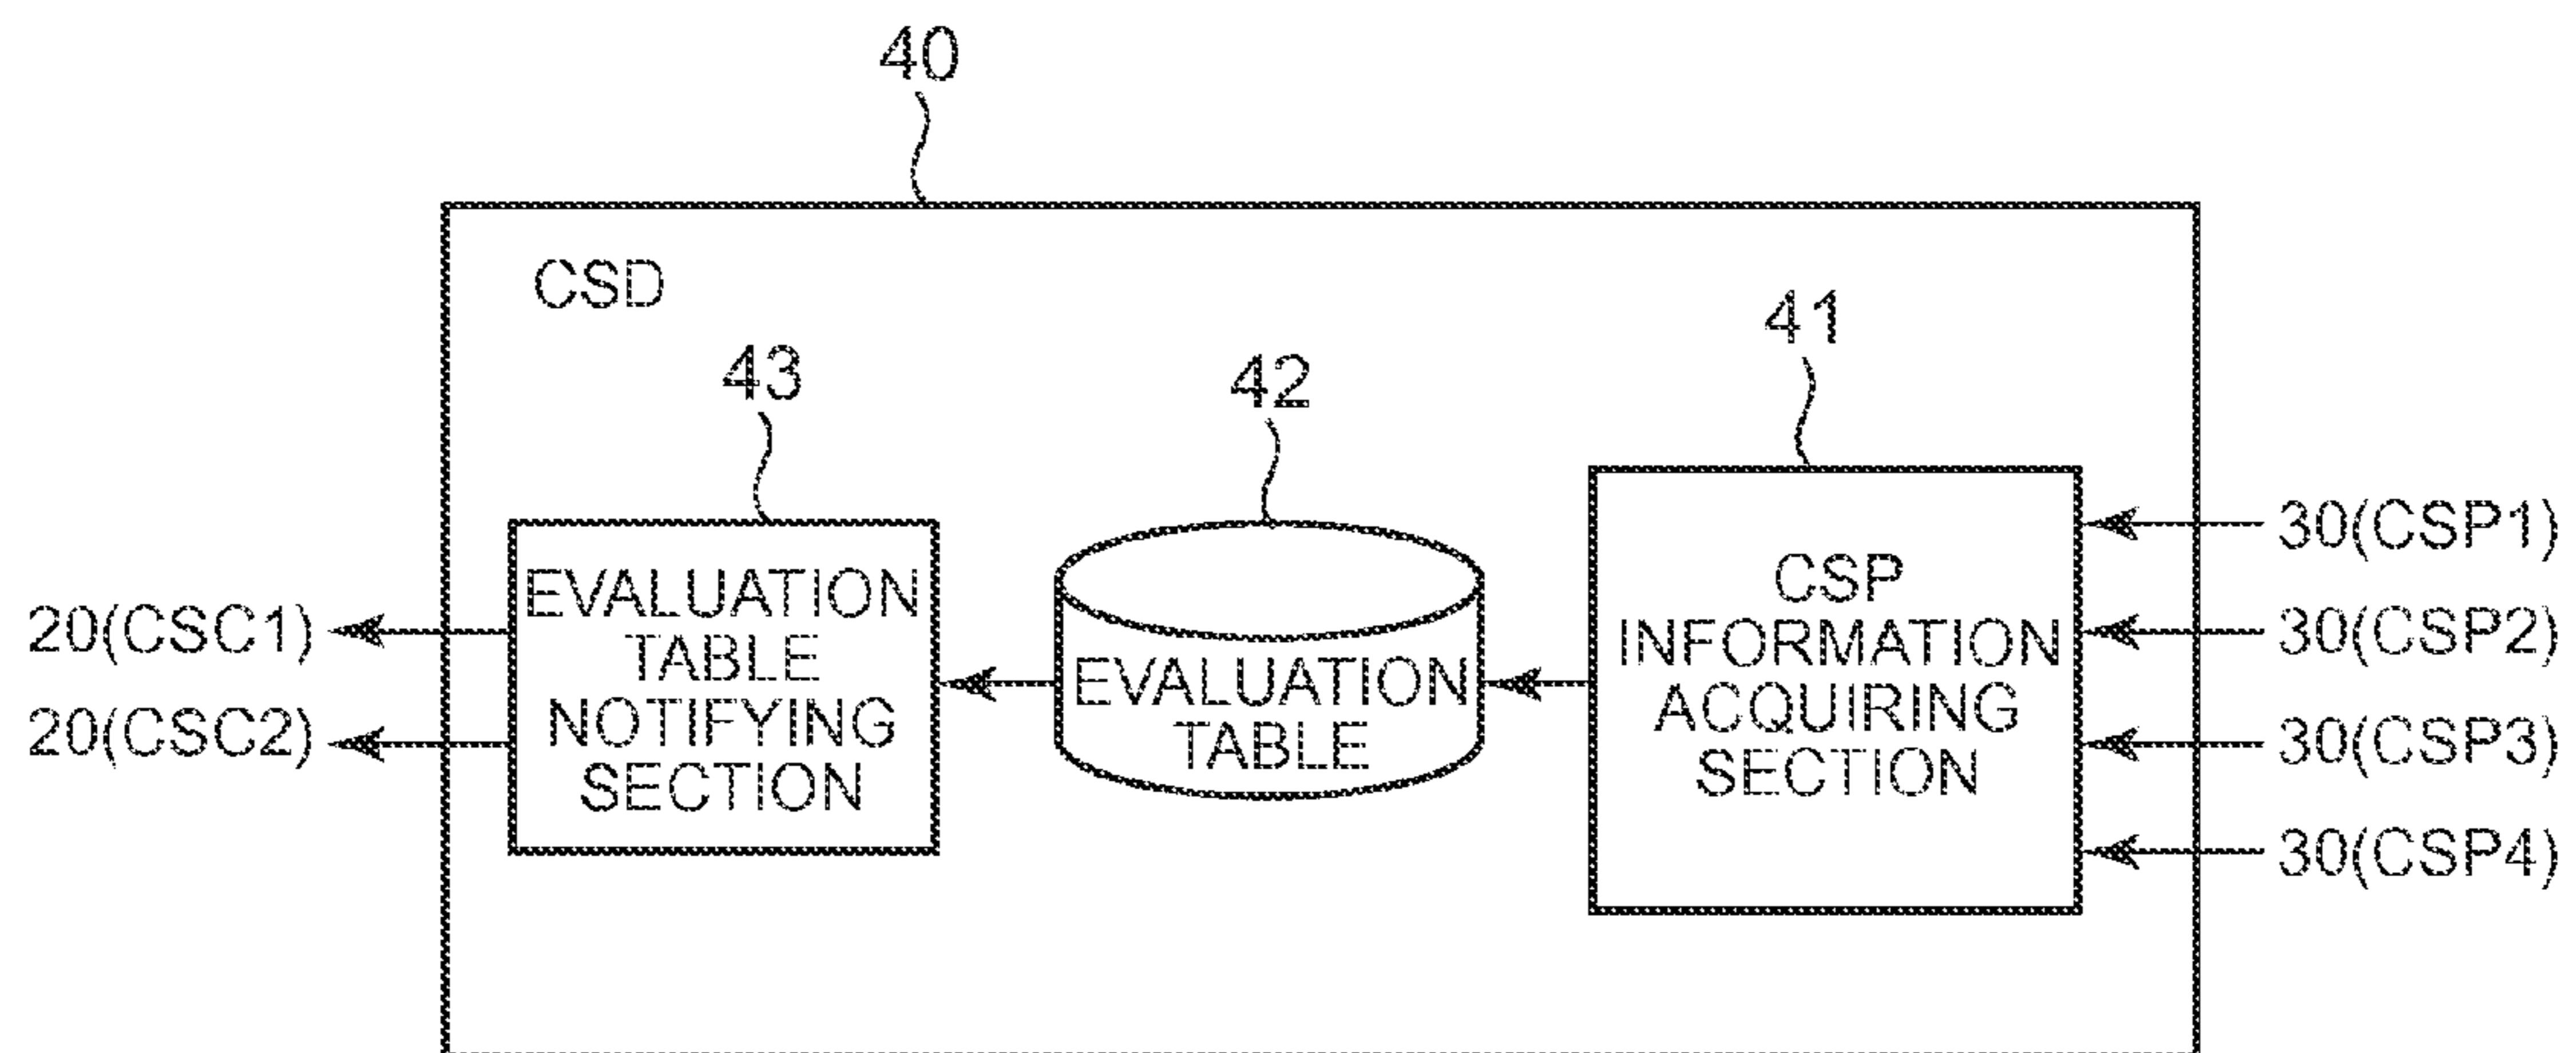 40
CSD
41
43
42
30(CSP1)
CSP
INFORMATION
ACQUIRING
SECTION
30(CSP2)
30(CSP3)
30(CSP4)
EVALUATION
TABLE
NOTIFYING
SECTION
EVALUATION
TABLE
20(CSC1)
20(CSC2)